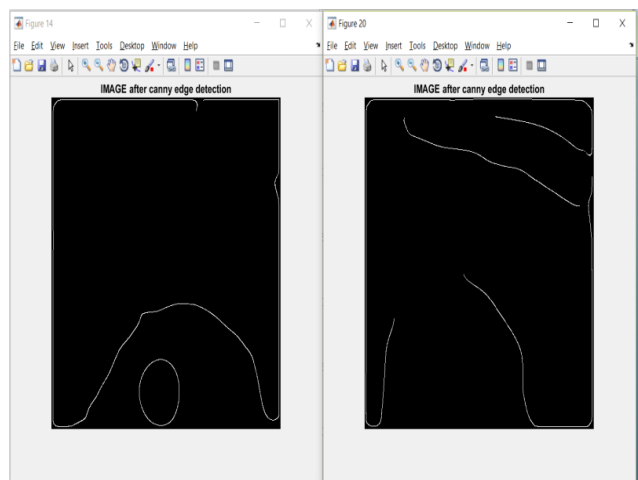 Figure 14
File Edit View Insert Tools Desktop Window Help
IMAGE after canny edge detection
Figure 20
File Edit View Insert Tools Desktop Window Help
IMAGE after canny edge detection